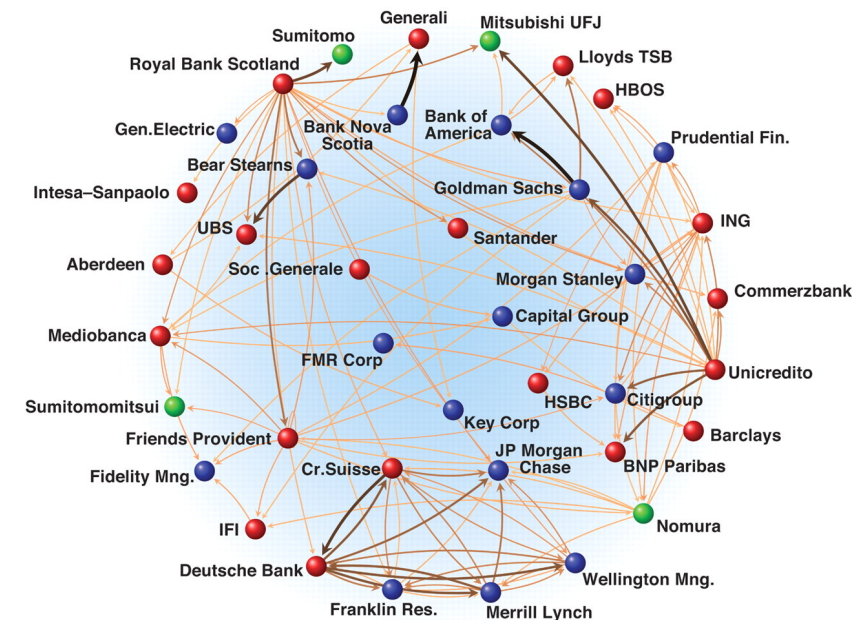 Generali
Mitsubishi UFJ
Sumitomo
Lloyds TSB
Royal Bank Scotland
HBOS
Gen.Electric
Bank Nova
Scotia
Bank of
America
Prudential Fin.
Bear Stearns
Goldman Sachs
Intesa–Sanpaolo
UBS
ING
Santander
Aberdeen
Soc .Generale
Morgan Stanley
Commerzbank
Capital Group
Mediobanca
FMR Corp
Unicredito
HSBC
Citigroup
Sumitomomitsui
Key Corp
Barclays
Friends Provident
JP Morgan
Chase
BNP Paribas
Cr.Suisse
Fidelity Mng.
IFI
Nomura
Deutsche Bank
Wellington Mng.
Franklin Res.
Merrill Lynch